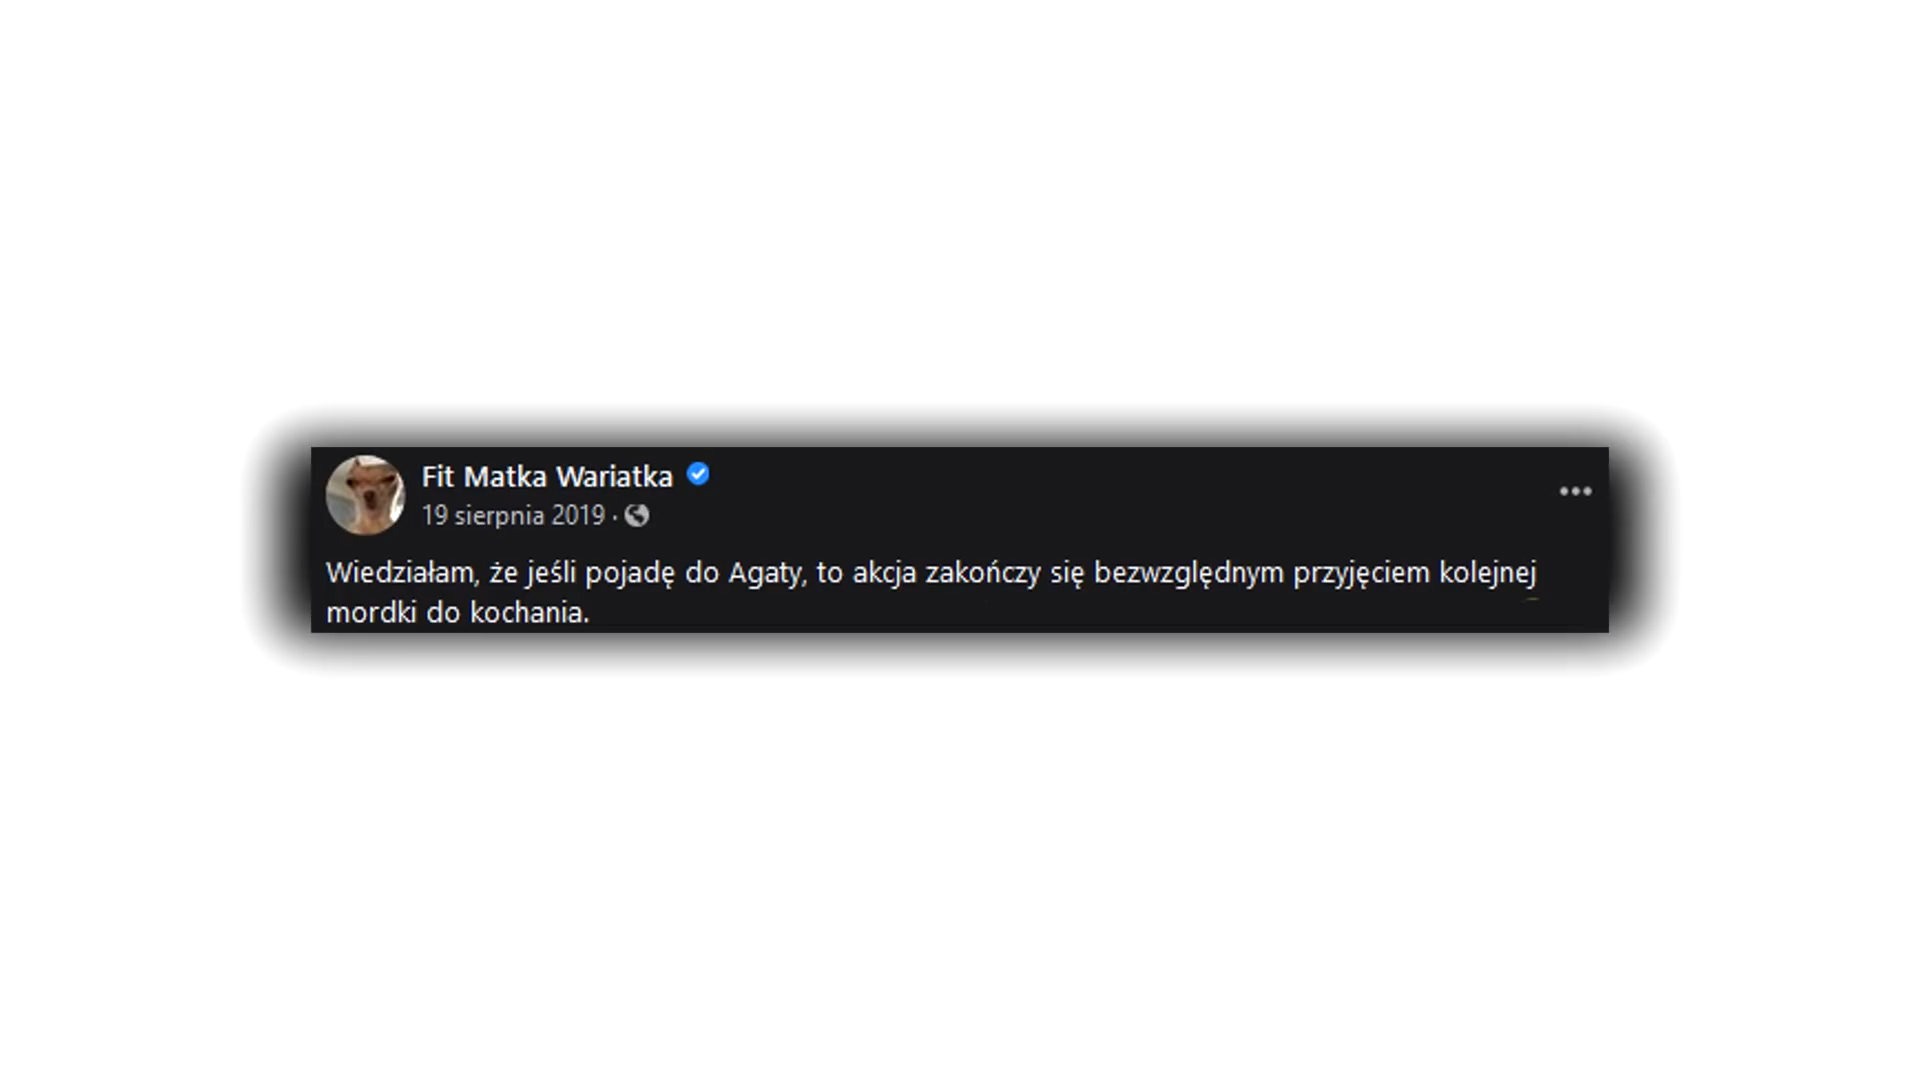 Fit Matka Wariatka
19 sierpnia 2019 ·
Wiedziałam, że jeśli pojadę do Agaty, to akcja zakończy się bezwzględnym przyjęciem kolejnej
mordki do kochania.